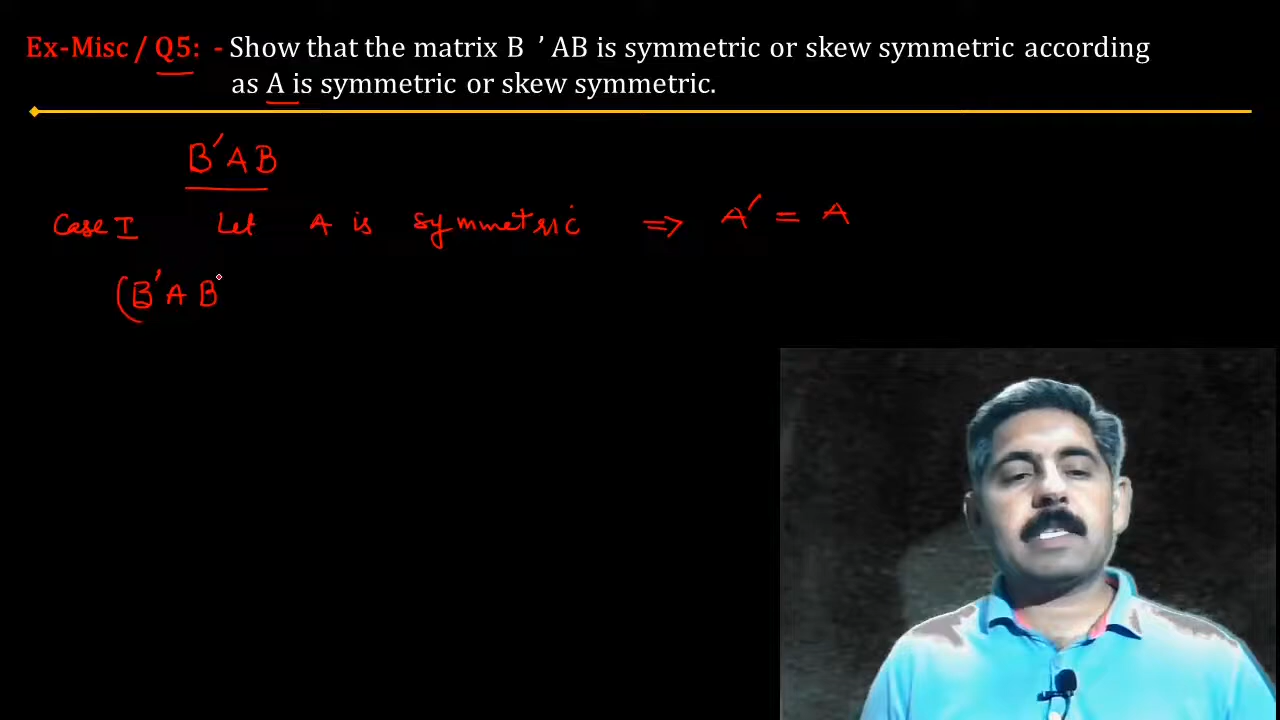 Ex-Misc / Q5: - Show that the matrix B ’ AB is symmetric or skew symmetric according
as A is symmetric or skew symmetric.
B′AB
Case I Let A is symmetric => A′ = A
(B′A B